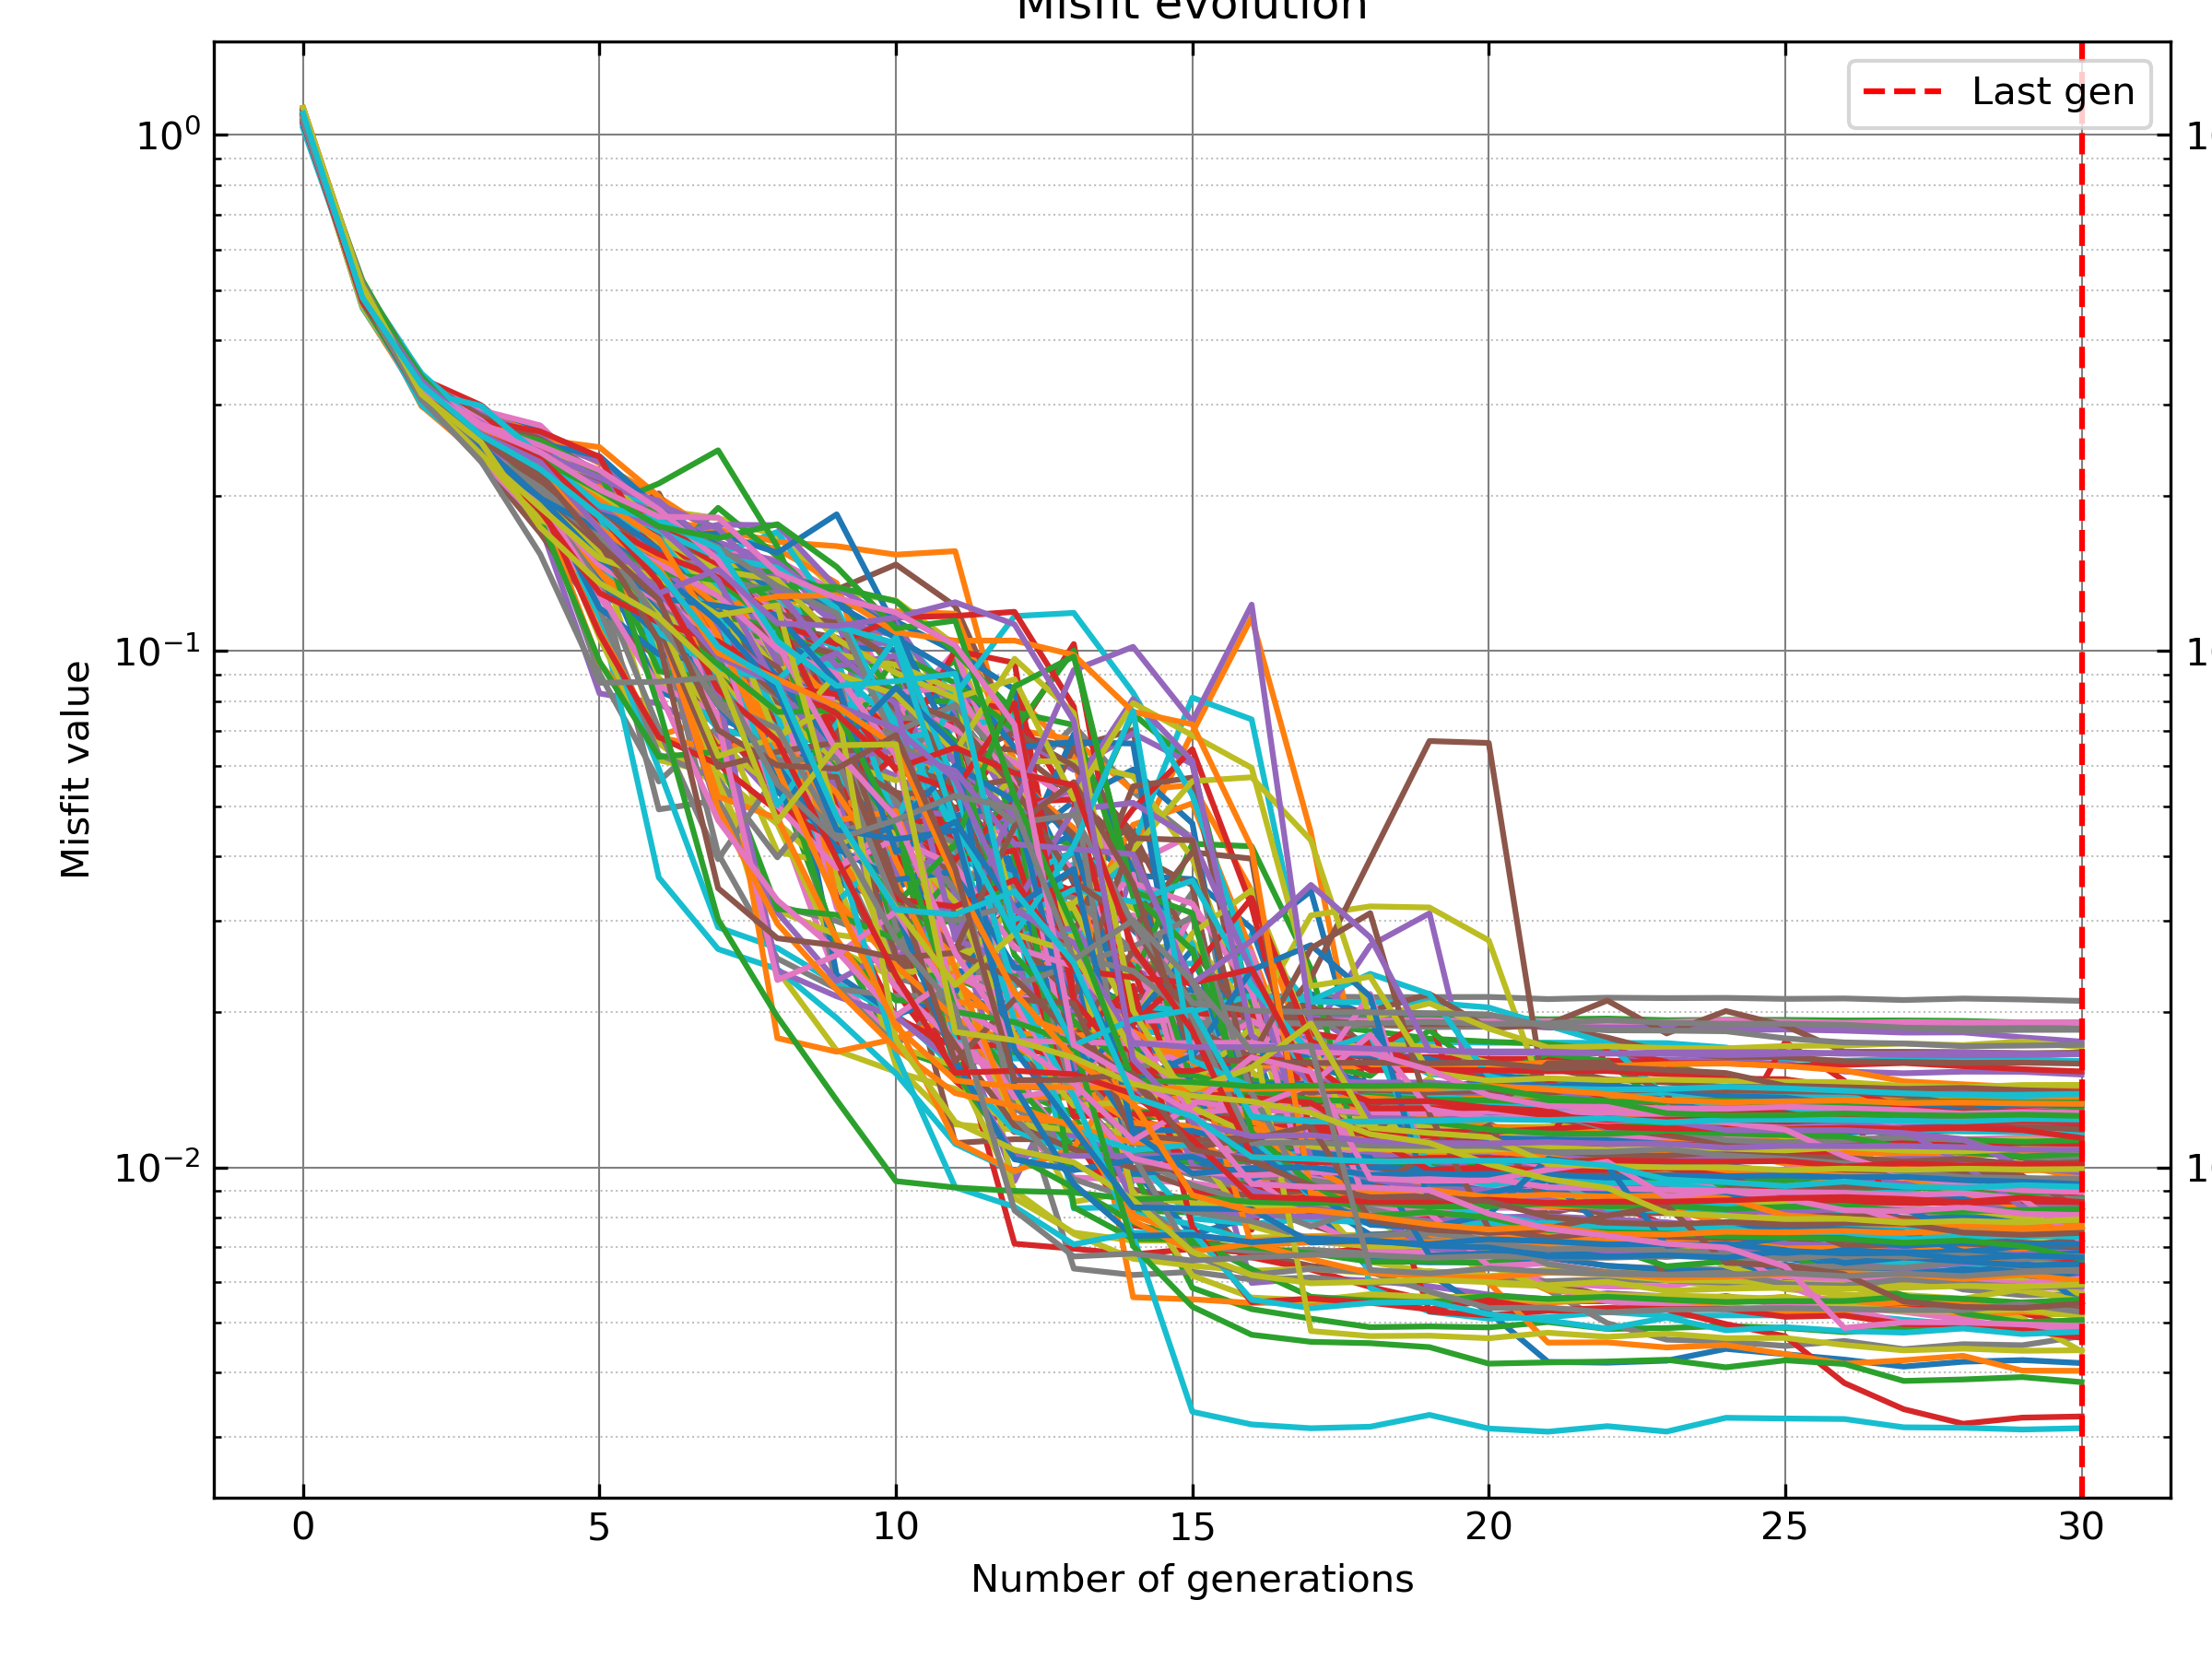 Misfit evolution
Last gen
10⁰
10⁻¹
10⁻²
Misfit value
0 5 10 15 20 25 30
Number of generations